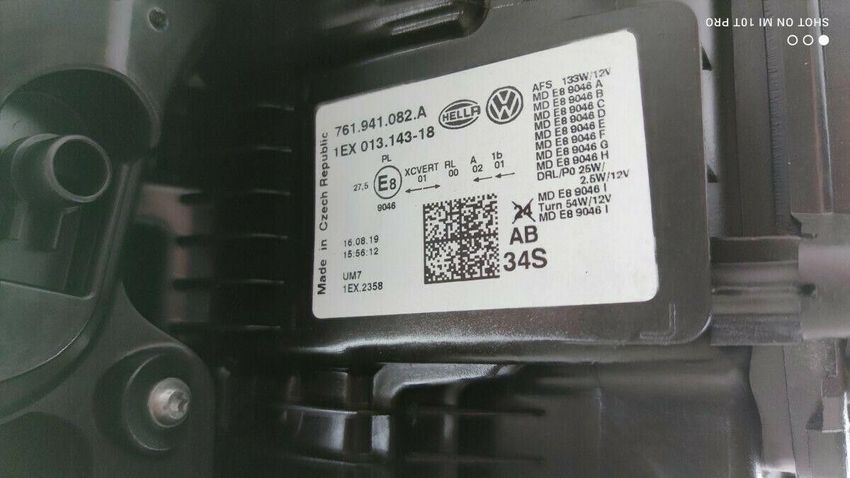 SHOT ON MI 10T PRO
761.941.082.A
1EX 013.143-18
HELLA
VW
Made in Czech Republic
PL
27,5
E8
9046
XCVERT
01
RL
00
A
02
1b
01
16.08.19
15:56:12
UM7
1EX.2358
AFS 133W/12V
MD E8 9046 A
MD E8 9046 B
MD E8 9046 C
MD E8 9046 D
MD E8 9046 E
MD E8 9046 F
MD E8 9046 G
MD E8 9046 H
DRL/P0 25W/
2.5W/12V
MD E8 9046 I
Turn 54W/12V
MD E8 9046 I
AB
34S